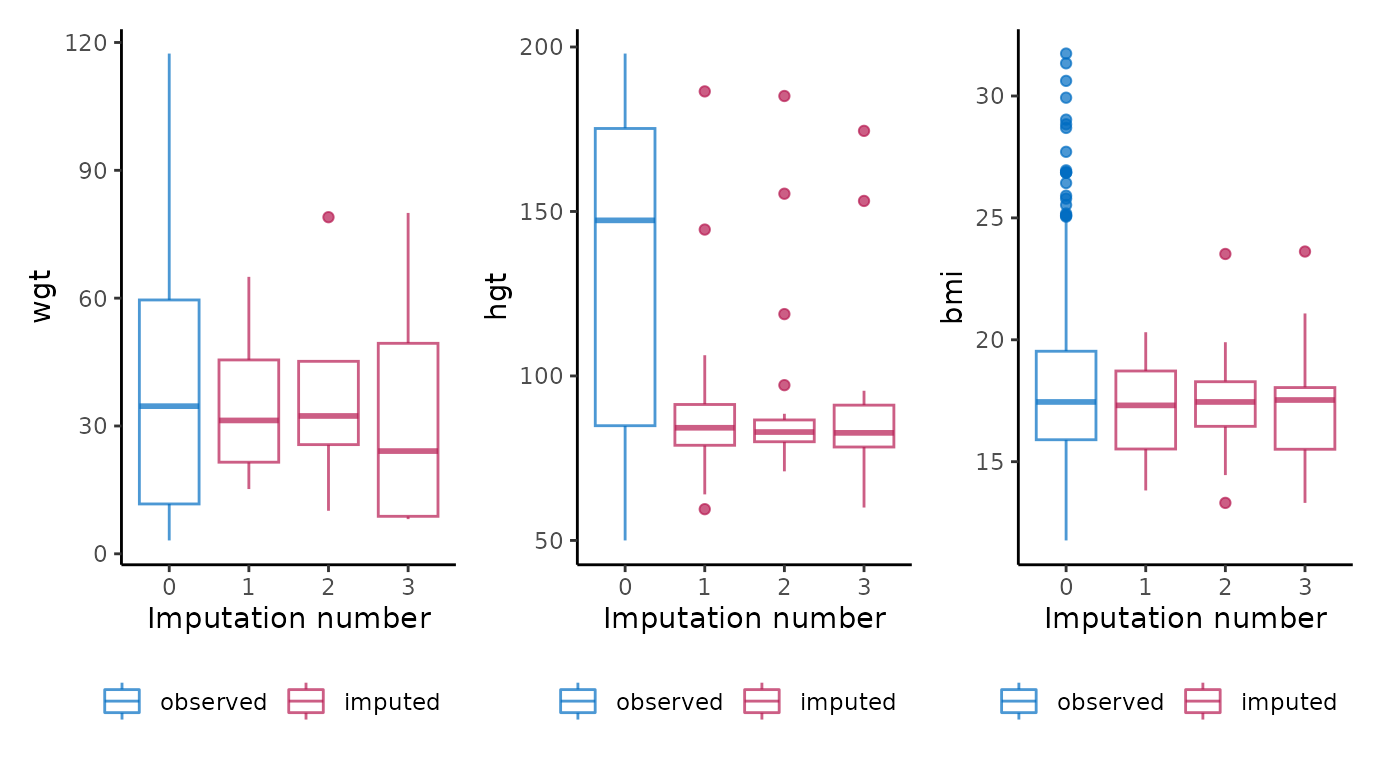 wgt
120
90
60
30
0
0 1 2 3
Imputation number
observed imputed
hgt
200
150
100
50
0 1 2 3
Imputation number
observed imputed
bmi
30
25
20
15
0 1 2 3
Imputation number
observed imputed